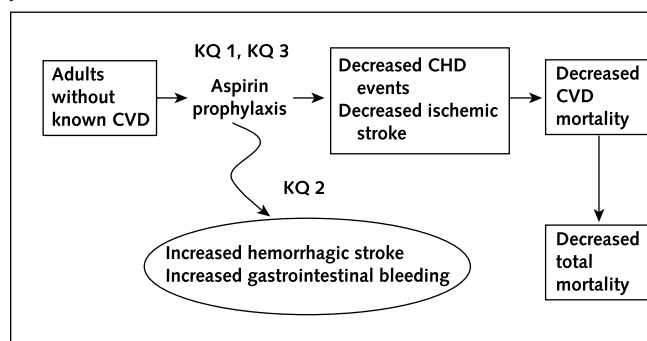 KQ 1, KQ 3
Adults
without
known CVD
Aspirin
prophylaxis
Decreased CHD
events
Decreased ischemic
stroke
Decreased
CVD
mortality
KQ 2
Increased hemorrhagic stroke
Increased gastrointestinal bleeding
Decreased
total
mortality